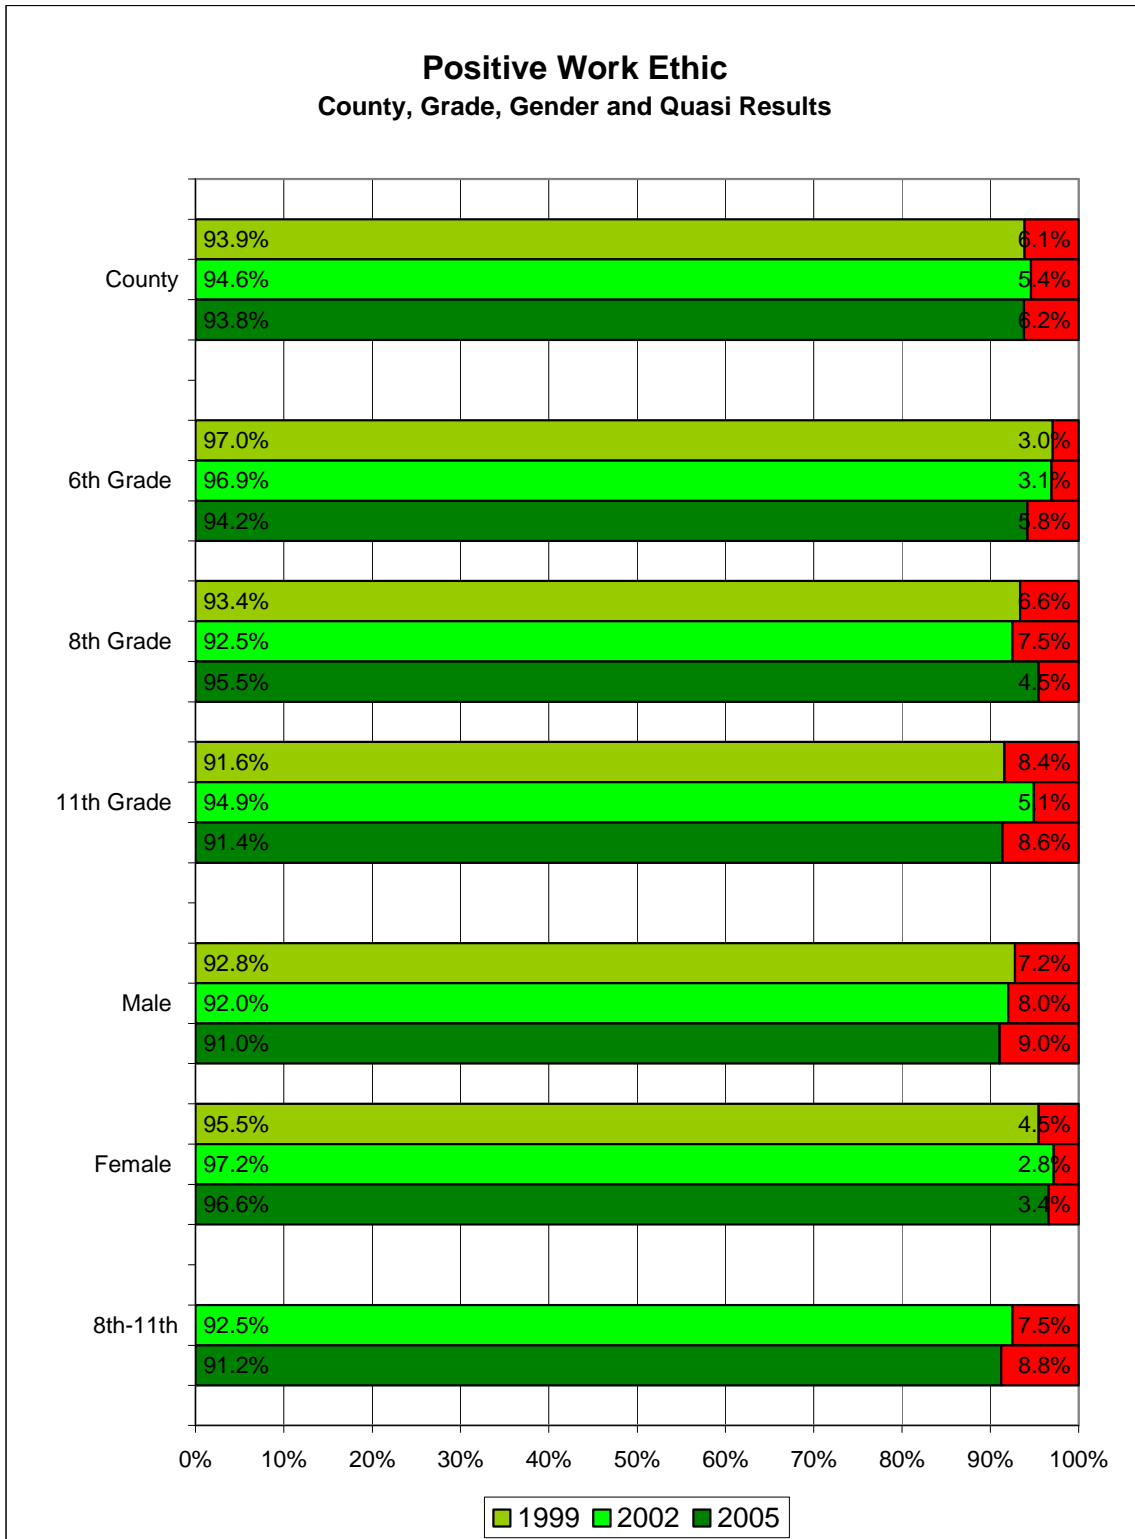 Positive Work Ethic
County, Grade, Gender and Quasi Results
93.9% 6.1%
County 94.6% 5.4%
93.8% 6.2%
97.0% 3.0%
6th Grade 96.9% 3.1%
94.2% 5.8%
93.4% 6.6%
8th Grade 92.5% 7.5%
95.5% 4.5%
91.6% 8.4%
11th Grade 94.9% 5.1%
91.4% 8.6%
92.8% 7.2%
Male 92.0% 8.0%
91.0% 9.0%
95.5% 4.5%
Female 97.2% 2.8%
96.6% 3.4%
8th-11th 92.5% 7.5%
91.2% 8.8%
0% 10% 20% 30% 40% 50% 60% 70% 80% 90% 100%
1999 2002 2005